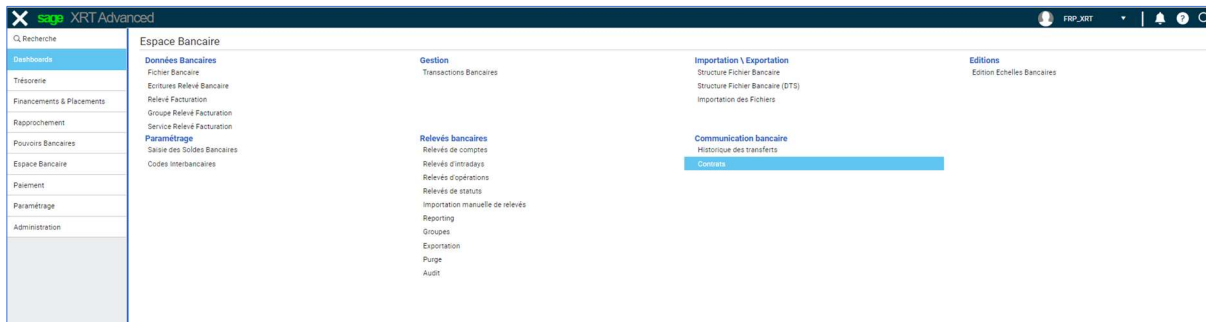 sage XRT Advanced
FRP_XRT
Recherche
Dashboards
Trésorerie
Financements & Placements
Rapprochement
Pouvoirs Bancaires
Espace Bancaire
Paiement
Paramétrage
Administration
Espace Bancaire
Données Bancaires
Fichier Bancaire
Ecritures Relevé Bancaire
Relevé Facturation
Groupe Relevé Facturation
Service Relevé Facturation
Gestion
Transactions Bancaires
Importation \ Exportation
Structure Fichier Bancaire
Structure Fichier Bancaire (DTS)
Importation des Fichiers
Editions
Edition Echelles Bancaires
Paramétrage
Saisie des Soldes Bancaires
Codes Interbancaires
Relevés bancaires
Relevés de comptes
Relevés d'intradays
Relevés d'opérations
Relevés de statuts
Importation manuelle de relevés
Reporting
Groupes
Exportation
Purge
Audit
Communication bancaire
Historique des transferts
Contrats